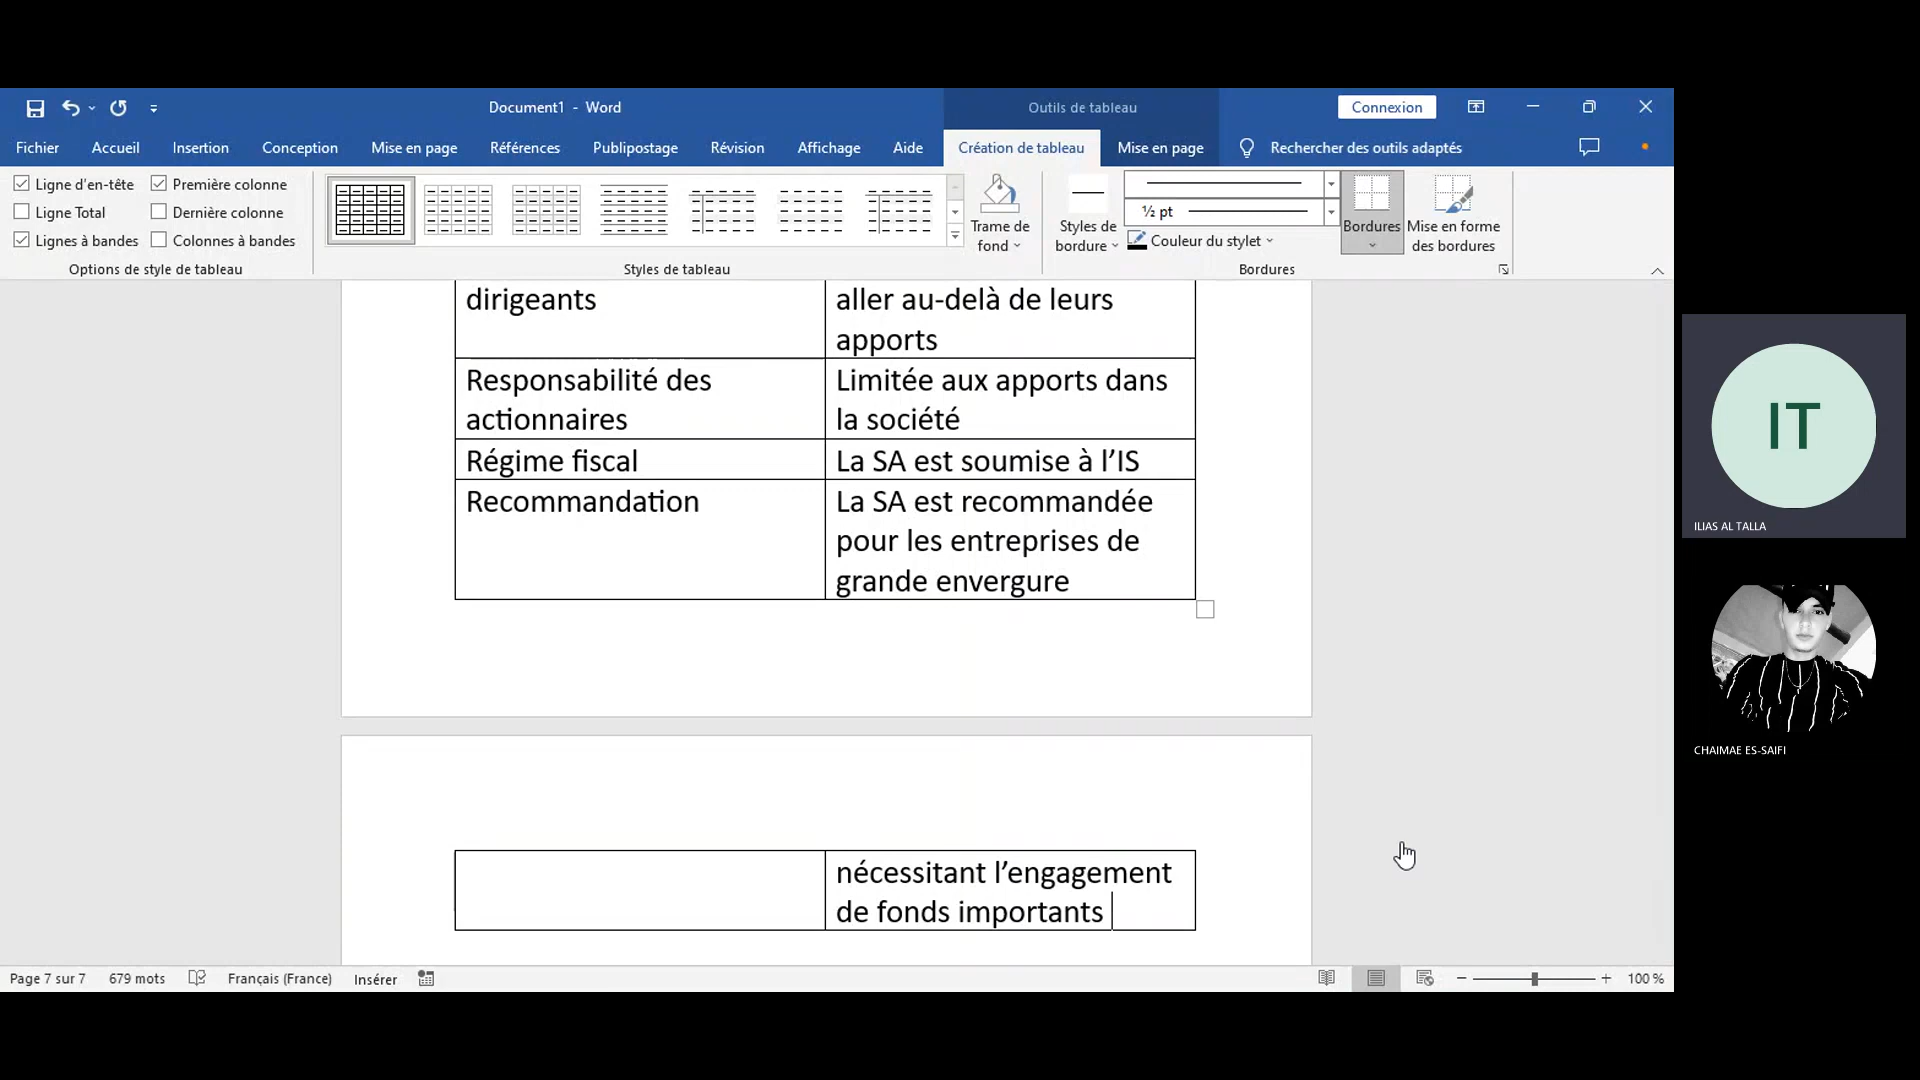 Document1 - Word
Outils de tableau
Connexion
Fichier
Accueil
Insertion
Conception
Mise en page
Références
Publipostage
Révision
Affichage
Aide
Création de tableau
Mise en page
Rechercher des outils adaptés
Ligne d'en-tête
Première colonne
Ligne Total
Dernière colonne
Lignes à bandes
Colonnes à bandes
Options de style de tableau
Styles de tableau
Trame de
fond
Styles de
bordure
½ pt
Couleur du stylet
Bordures
Mise en forme
des bordures
Bordures
dirigeants
aller au-delà de leurs
apports
Responsabilité des
actionnaires
Limitée aux apports dans
la société
Régime fiscal
La SA est soumise à l’IS
Recommandation
La SA est recommandée
pour les entreprises de
grande envergure
nécessitant l’engagement
de fonds importants
Page 7 sur 7
679 mots
Français (France)
Insérer
100 %
IT
ILIAS AL TALLA
CHAIMAE ES-SAIFI